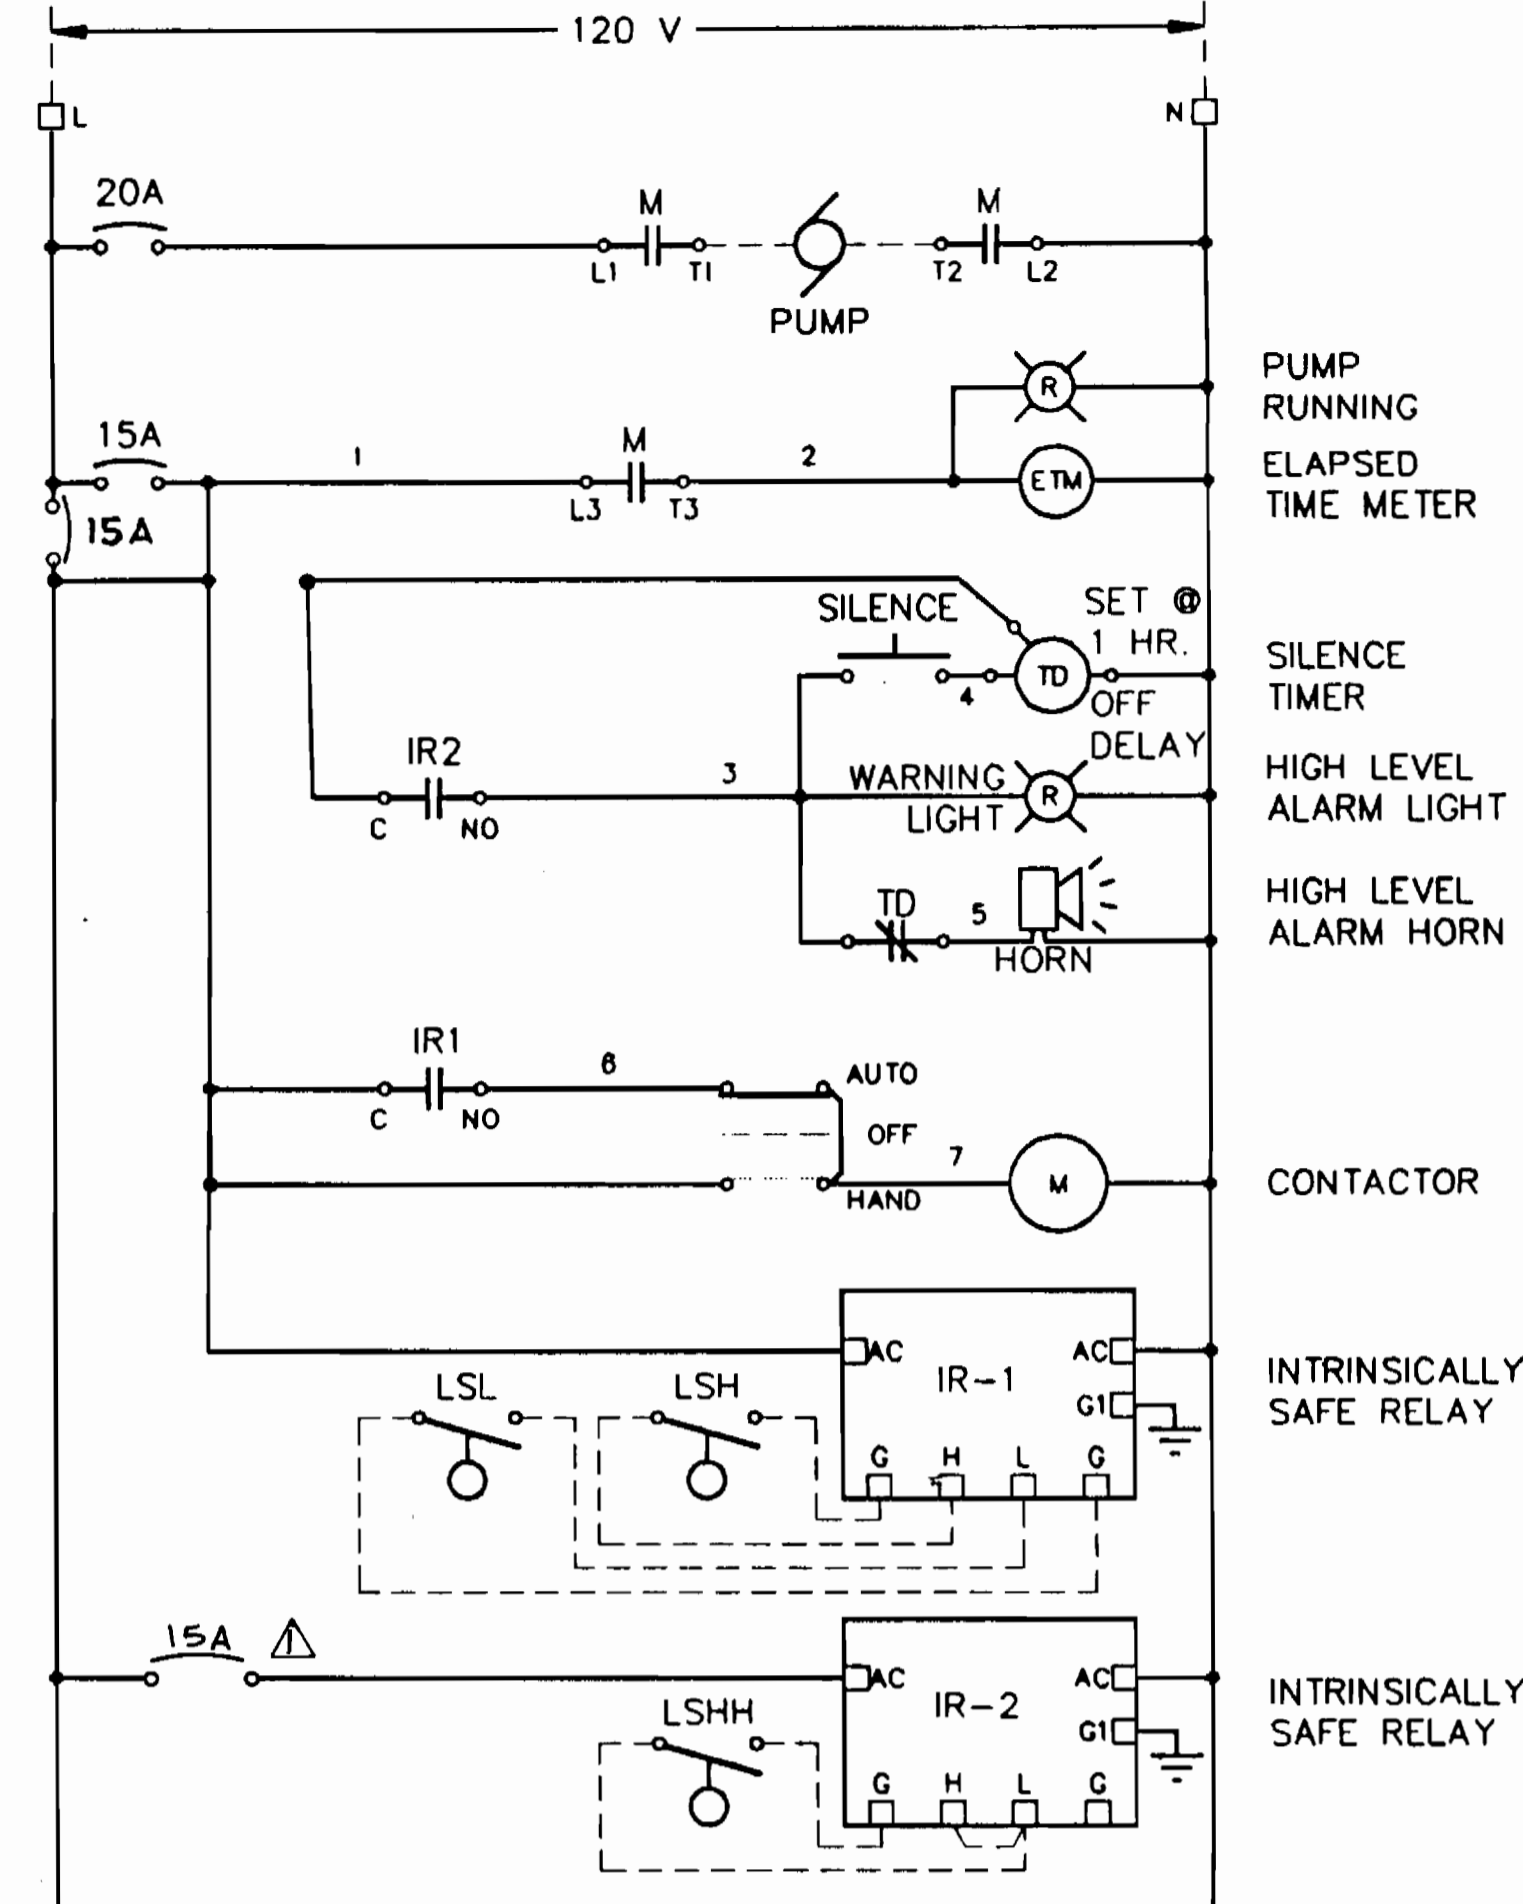 120 V
L
N
20A
M
M
L1
T1
T2
L2
PUMP
R
PUMP
RUNNING
15A
1
M
2
L3
T3
ETM
ELAPSED
TIME METER
15A
SILENCE
SET @
1 HR.
4
TD
OFF
DELAY
SILENCE
TIMER
IR2
C
NO
3
WARNING
LIGHT
R
HIGH LEVEL
ALARM LIGHT
TD
5
HORN
HIGH LEVEL
ALARM HORN
IR1
C
NO
6
AUTO
OFF
HAND
7
M
CONTACTOR
AC
IR-1
AC
G1
G
H
L
G
INTRINSICALLY
SAFE RELAY
LSL
LSH
15A
1
AC
IR-2
AC
G1
G
H
L
G
INTRINSICALLY
SAFE RELAY
LSHH